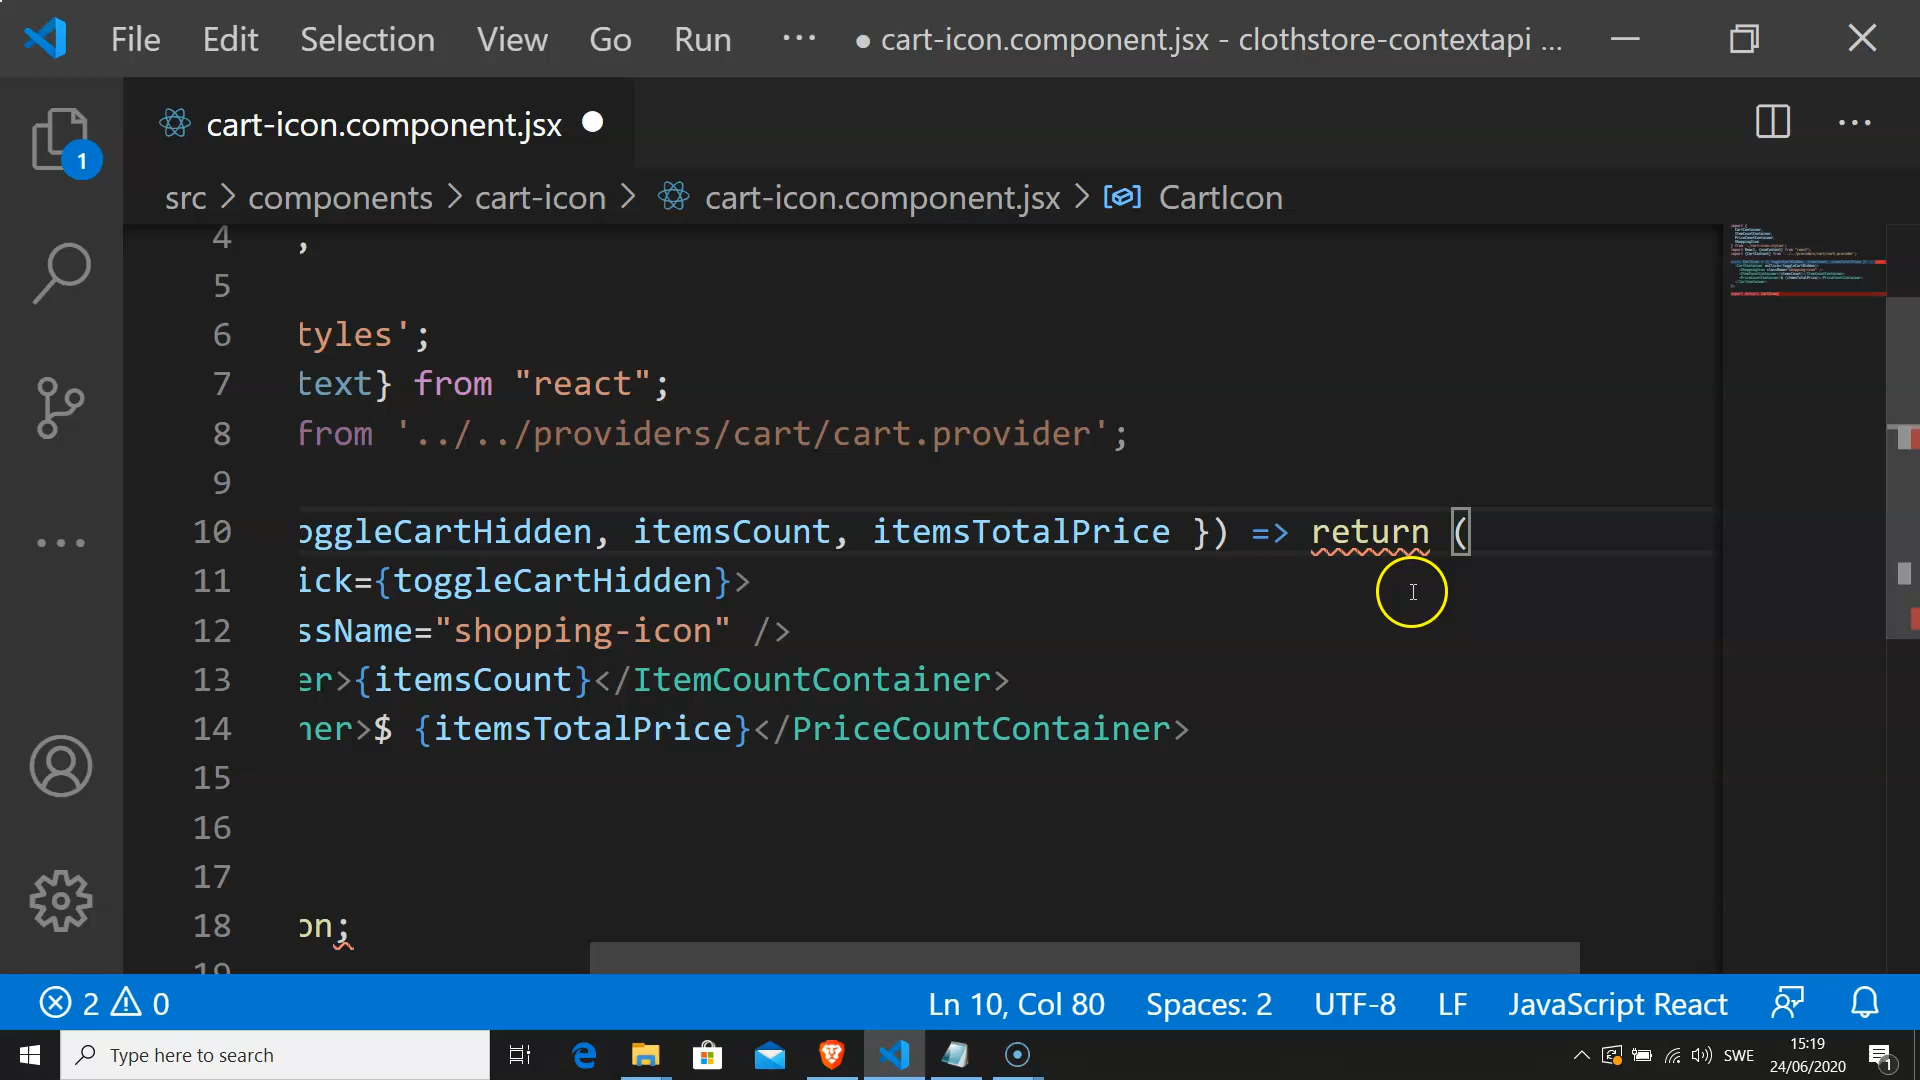 File Edit Selection View Go Run ··· ● cart-icon.component.jsx - clothstore-contextapi ...
cart-icon.component.jsx
1
src > components > cart-icon > cart-icon.component.jsx > CartIcon
4 ,
5
6 tyles';
7 text} from "react";
8 from '../../providers/cart/cart.provider';
9
10 oggleCartHidden, itemsCount, itemsTotalPrice }) => return (
11 ick={toggleCartHidden}>
12 ssName="shopping-icon" />
13 er>{itemsCount}</ItemCountContainer>
14 ner>$ {itemsTotalPrice}</PriceCountContainer>
15
16
17
18 on;
19
2 0 Ln 10, Col 80 Spaces: 2 UTF-8 LF JavaScript React
Type here to search
SWE
15:19
24/06/2020
1